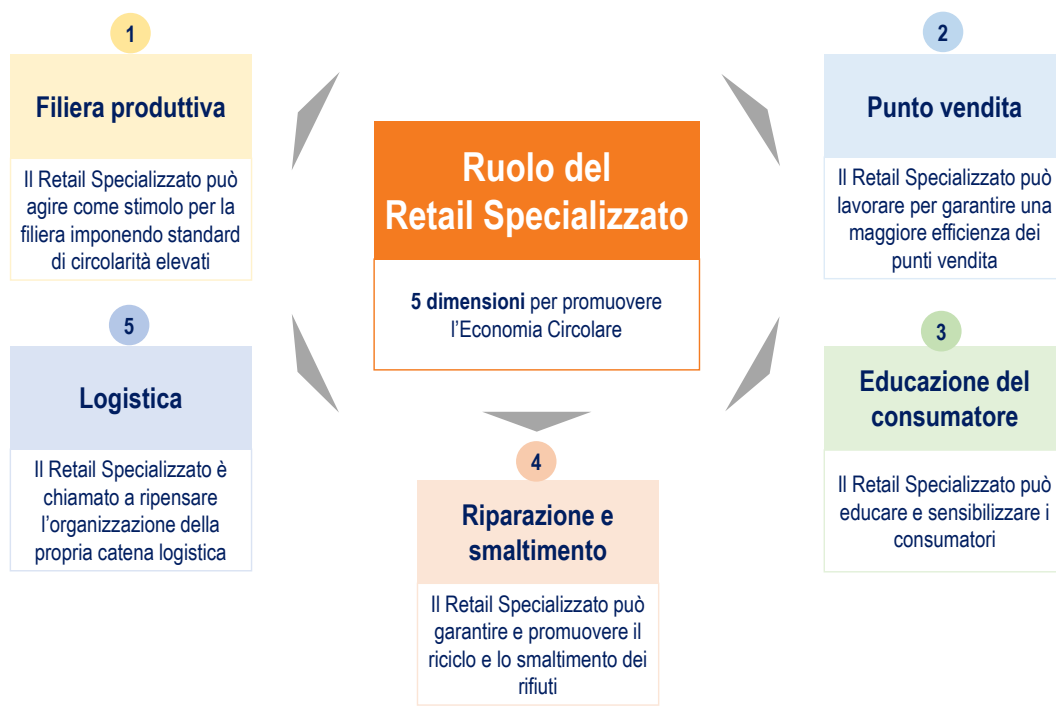 Ruolo del
Retail Specializzato
5 dimensioni per promuovere
l’Economia Circolare
1
Filiera produttiva
Il Retail Specializzato può
agire come stimolo per la
filiera imponendo standard
di circolarità elevati
2
Punto vendita
Il Retail Specializzato può
lavorare per garantire una
maggiore efficienza dei
punti vendita
3
Educazione del
consumatore
Il Retail Specializzato può
educare e sensibilizzare i
consumatori
4
Riparazione e
smaltimento
Il Retail Specializzato può
garantire e promuovere il
riciclo e lo smaltimento dei
rifiuti
5
Logistica
Il Retail Specializzato è
chiamato a ripensare
l’organizzazione della
propria catena logistica